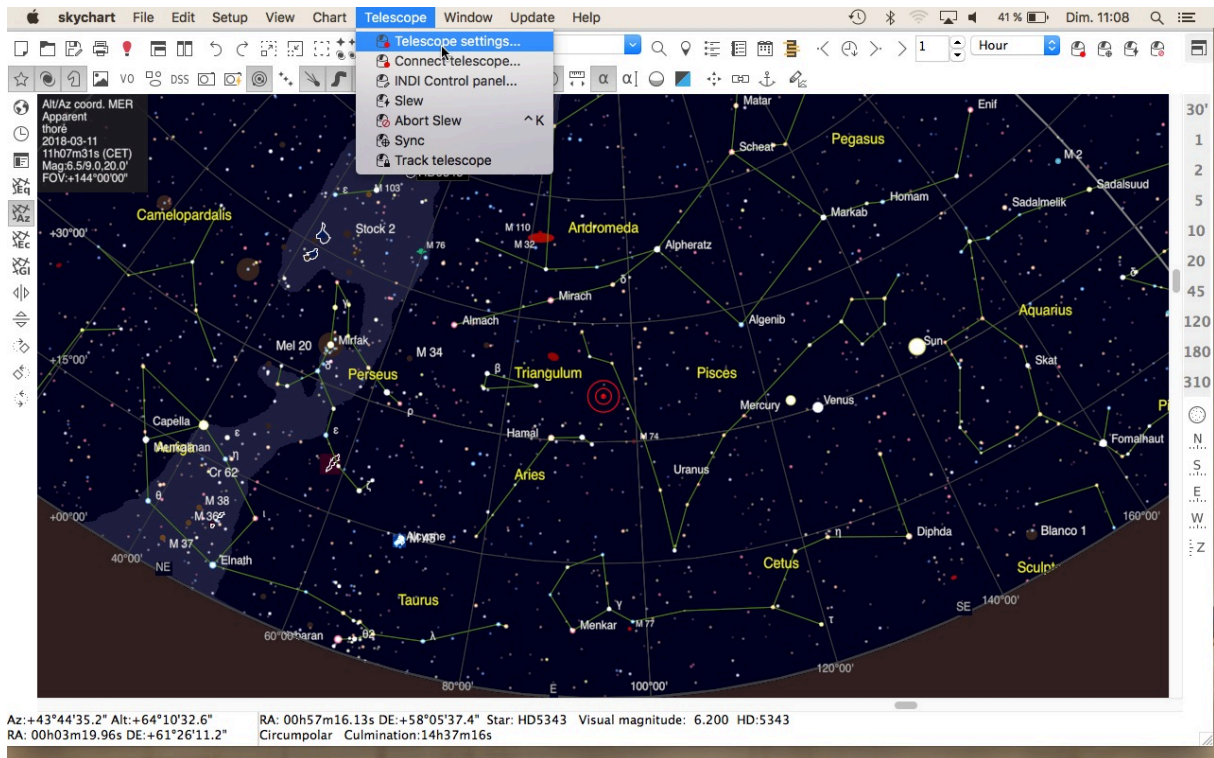 skychart File Edit Setup View Chart Telescope Window Update Help 41 % Dim. 11:08
Telescope settings...
Connect telescope...
INDI Control panel...
Slew
Abort Slew ^ K
Sync
Track telescope
1 Hour
V0 DSS α α
Alt/Az coord. MER
Apparent
thoré
2018-03-11
11h07m31s (CET)
Mag:6.5/9.0,20.0'
FOV:+144°00'00"
Eq
Az
Ec
Gl
30'
1
2
5
10
20
45
120
180
310
N
S
E
W
Z
Matar
Enif
Scheat
Pegasus
M 2
Sadalsuud
M 103
ε
Homam
Sadalmelik
Camelopardalis
Markab
Stock 2
M 110
Andromeda
+30°00'
M 76
M 32
Alpheratz
δ
Mirach
γ
Almach
Algenib
Aquarius
Mel 20
Mirfak
M 34
Sun
+15°00'
δ
Perseus
β
Triangulum
Pisces
Skat
Mercury
Venus
ρ
Capella
ε
Hamal
M 74
Fomalhaut
η
Cr 62
Aries
Uranus
ζ
θ
M 38
M 36
ι
+00°00'
160°00'
M 37
Alcyone
M 45
η
Diphda
Blanco 1
40°00'
NE
Elnath
Cetus
Taurus
γ
SE
140°00'
Menkar
M 77
τ
60°00'
λ
120°00'
80°00'
E
100°00'
Az:+43°44'35.2" Alt:+64°10'32.6" RA: 00h57m16.13s DE:+58°05'37.4" Star: HD5343 Visual magnitude: 6.200 HD:5343
RA: 00h03m19.96s DE:+61°26'11.2" Circumpolar Culmination:14h37m16s